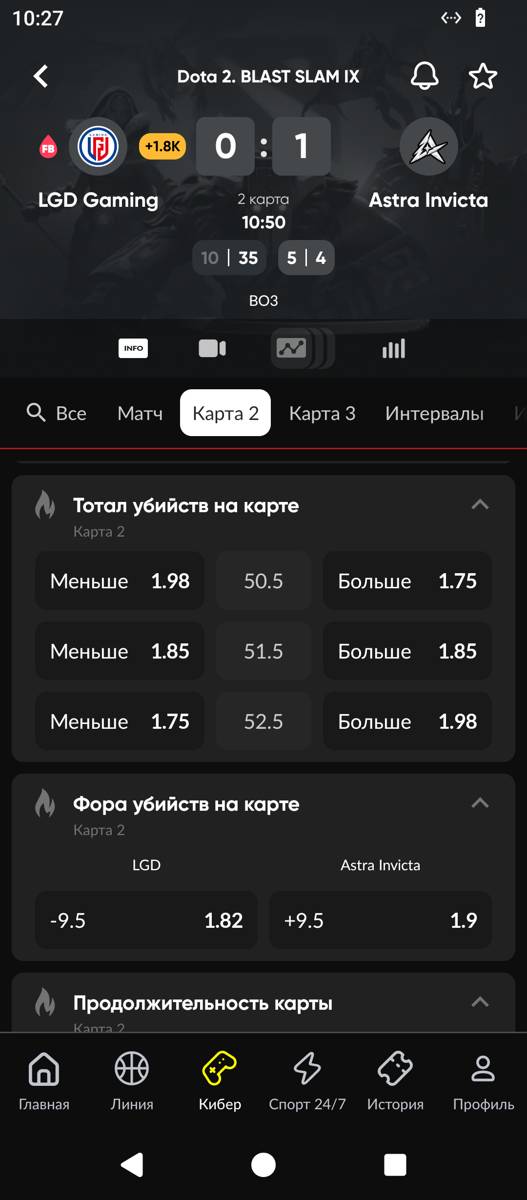 10:27
Dota 2. BLAST SLAM IX
FB
+1.8K
0 : 1
LGD Gaming
2 карта
Astra Invicta
10:50
10 | 35
5 | 4
BO3
INFO
Все
Матч
Карта 2
Карта 3
Интервалы
Тотал убийств на карте
Карта 2
Меньше 1.98 50.5 Больше 1.75
Меньше 1.85 51.5 Больше 1.85
Меньше 1.75 52.5 Больше 1.98
Фора убийств на карте
Карта 2
LGD Astra Invicta
-9.5 1.82 +9.5 1.9
Продолжительность карты
Карта 2
Главная
Линия
Кибер
Спорт 24/7
История
Профиль